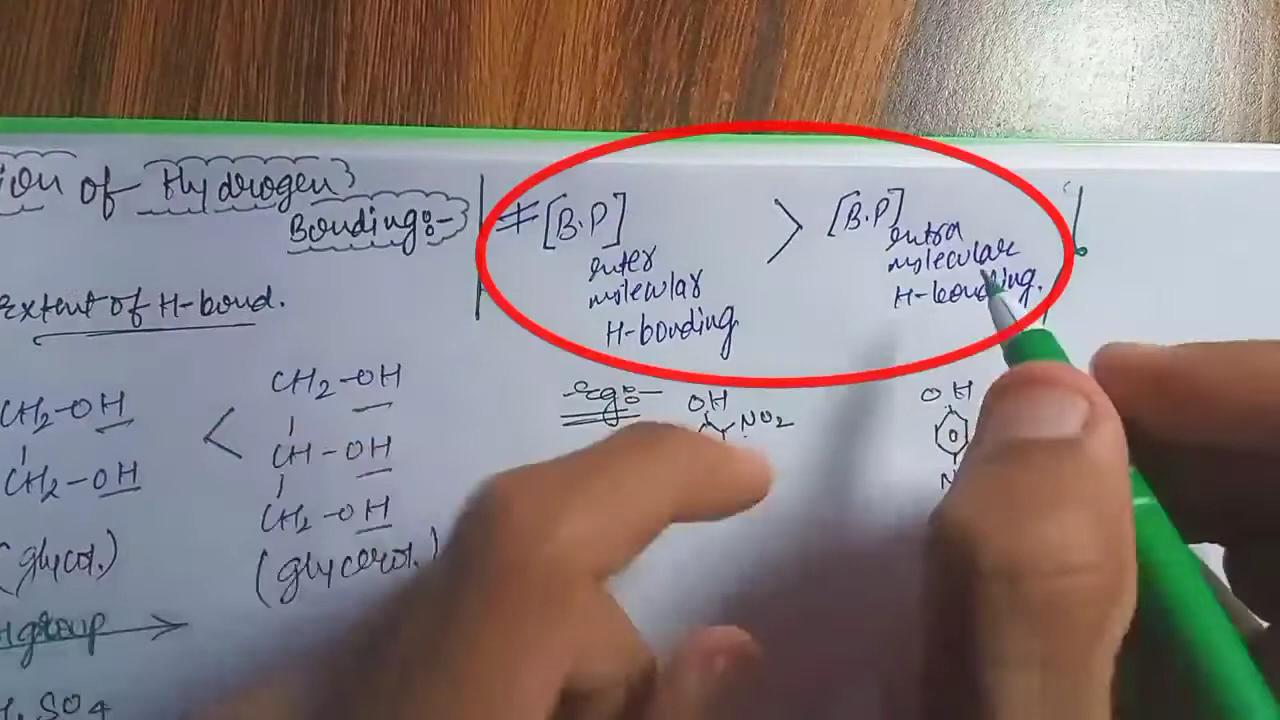 ion of Hydrogen
Bonding:-
extent of H-bond.
CH2-OH
CH2-OH
(glycol.)
<
CH2-OH
CH-OH
CH2-OH
(glycerol.)
group
SO4
≠ [B.P]
inter
molecular
H-bonding
>
[B.P]
intra
molecular
H-bonding.
eg:-
OH
NO2
OH
N